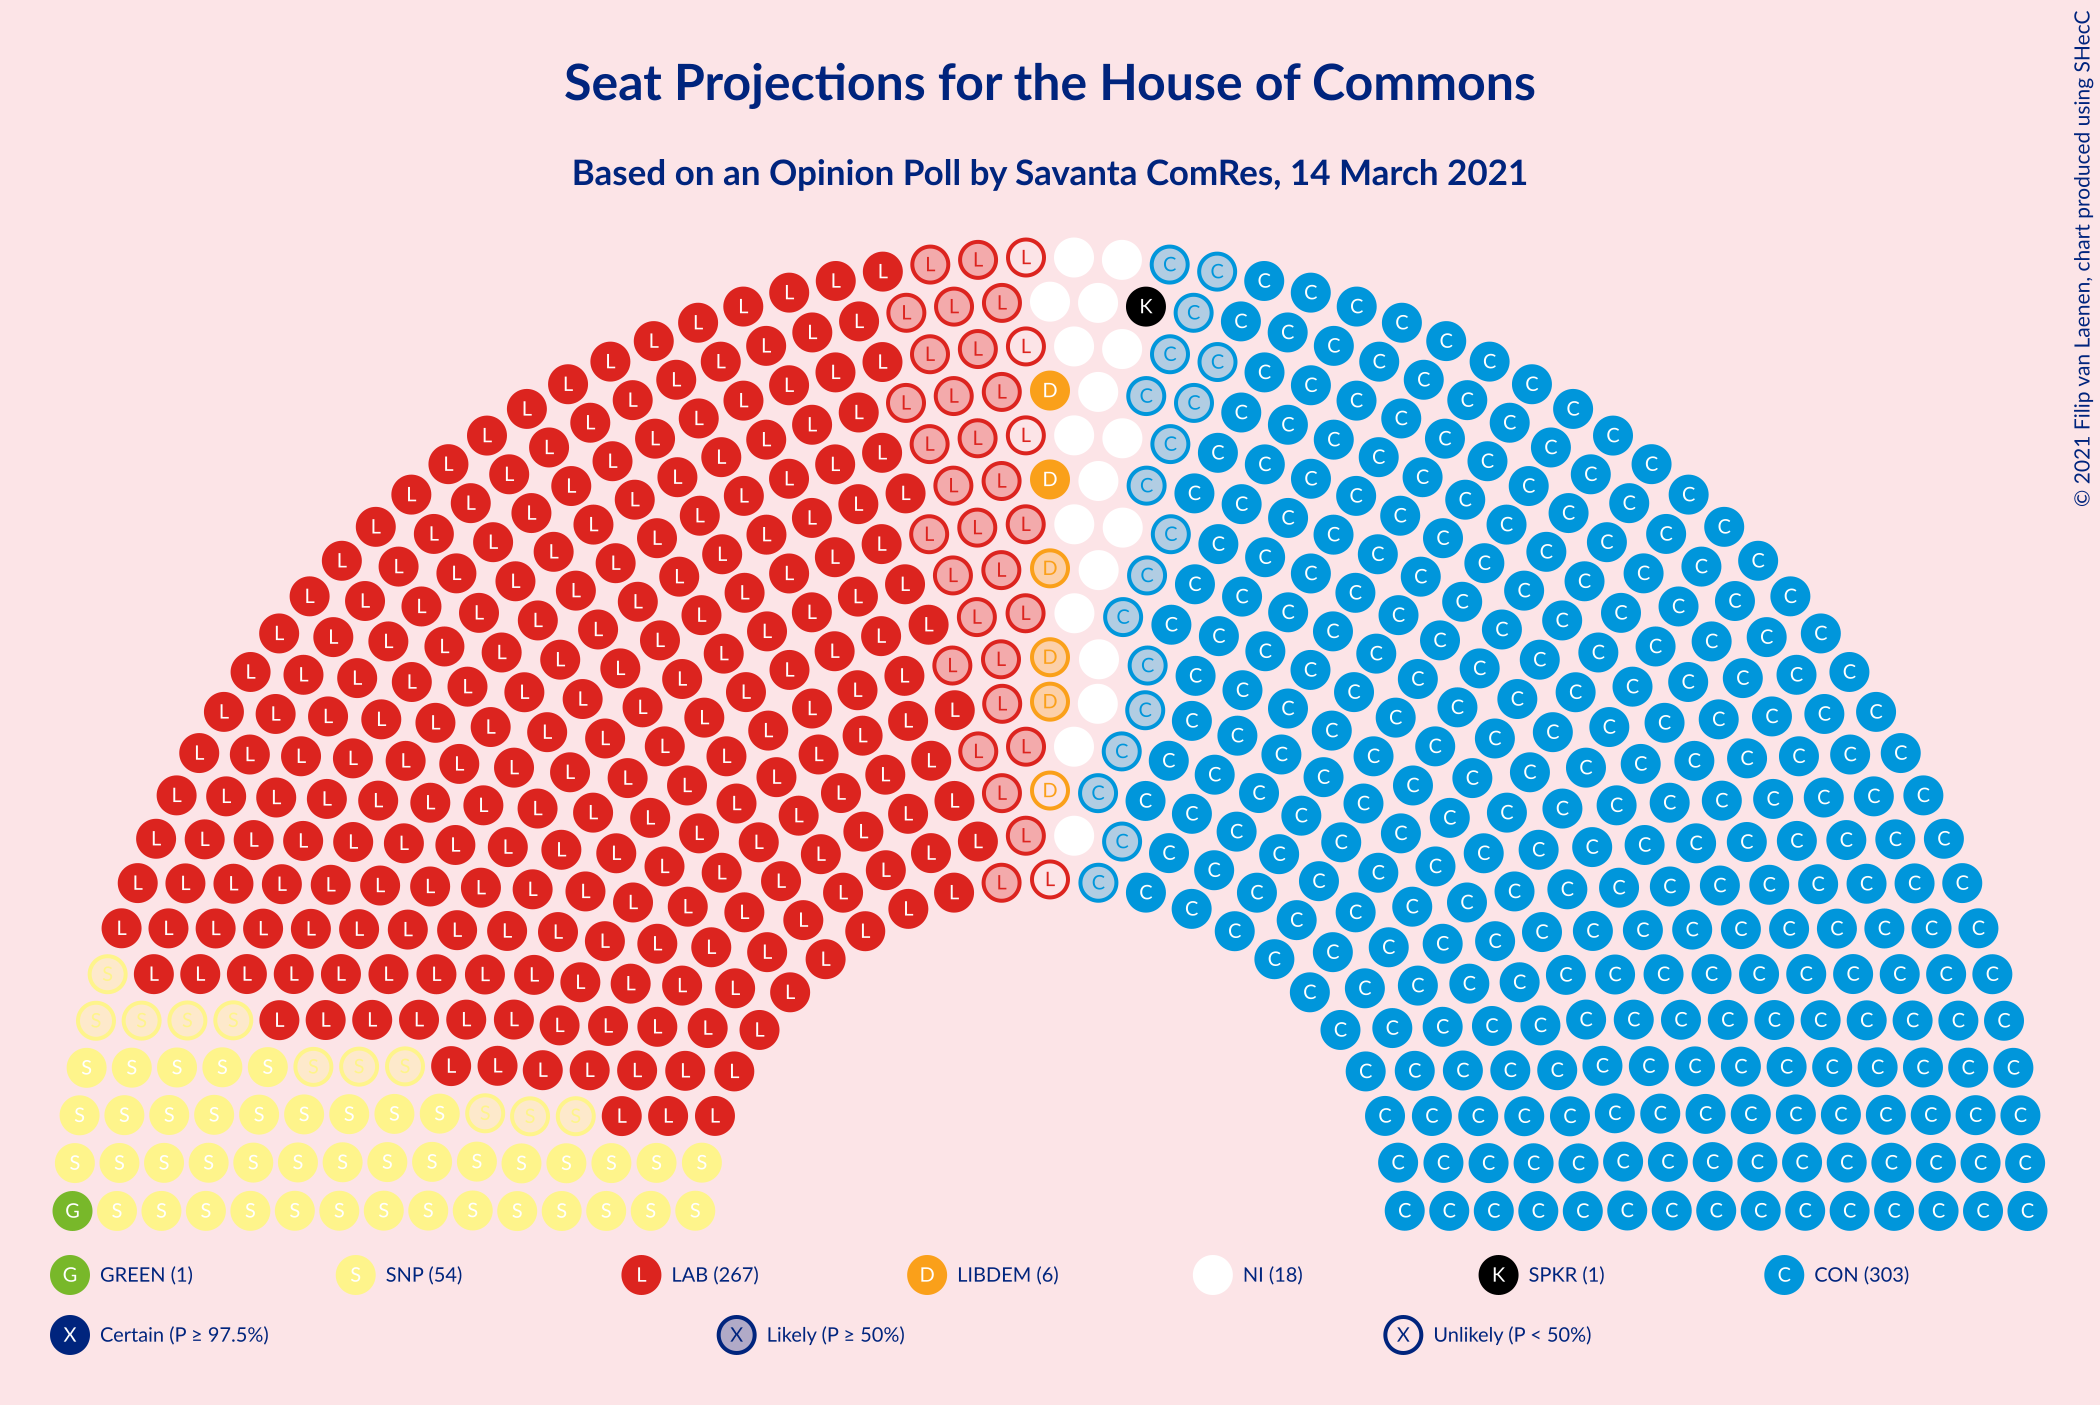 Seat Projections for the House of Commons
Based on an Opinion Poll by Savanta ComRes, 14 March 2021
© 2021 Filip van Laenen, chart produced using SHecC
G GREEN (1)
S SNP (54)
L LAB (267)
D LIBDEM (6)
NI (18)
K SPKR (1)
C CON (303)
X Certain (P ≥ 97.5%)
X Likely (P ≥ 50%)
X Unlikely (P < 50%)